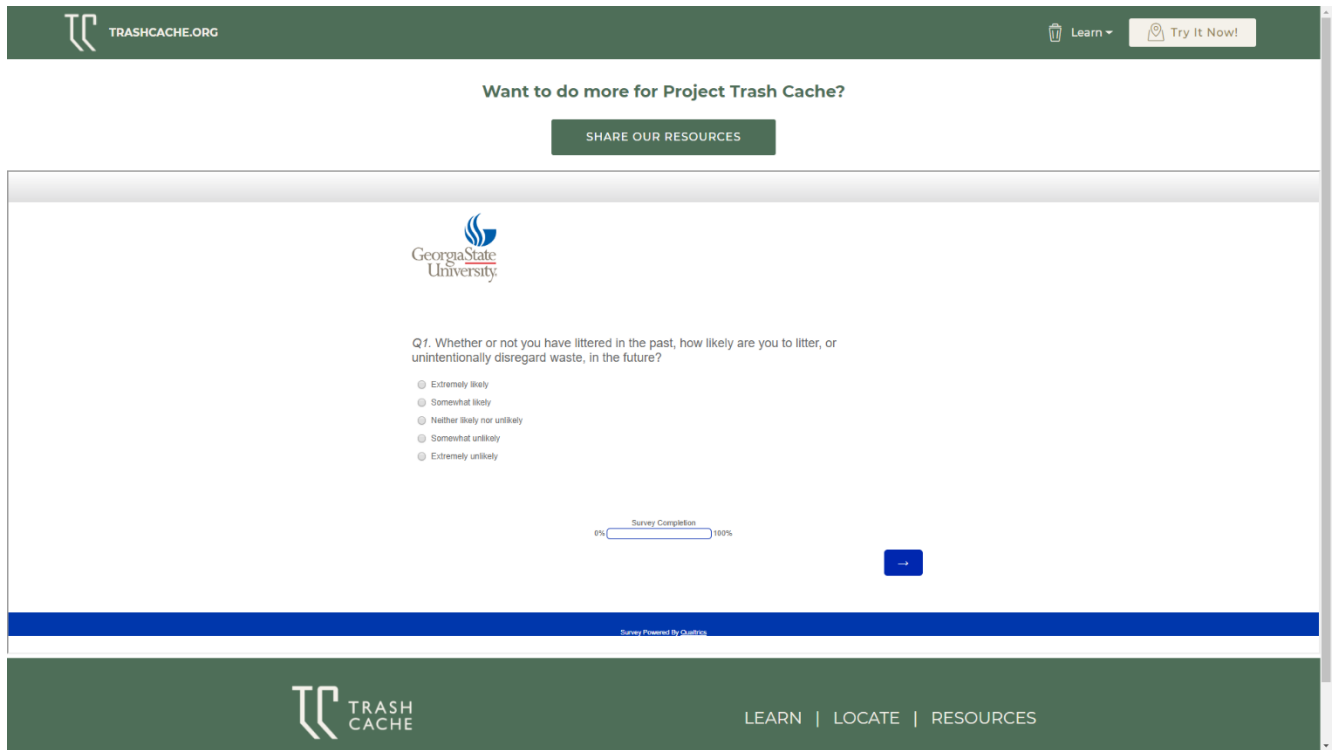 TC TRASHCACHE.ORG Learn Try It Now!
Want to do more for Project Trash Cache?
SHARE OUR RESOURCES
GeorgiaState
University.
Q1. Whether or not you have littered in the past, how likely are you to litter, or
unintentionally disregard waste, in the future?
Extremely likely
Somewhat likely
Neither likely nor unlikely
Somewhat unlikely
Extremely unlikely
Survey Completion
0% 100%
→
Survey Powered By Qualtrics
TC TRASH
CACHE
LEARN | LOCATE | RESOURCES